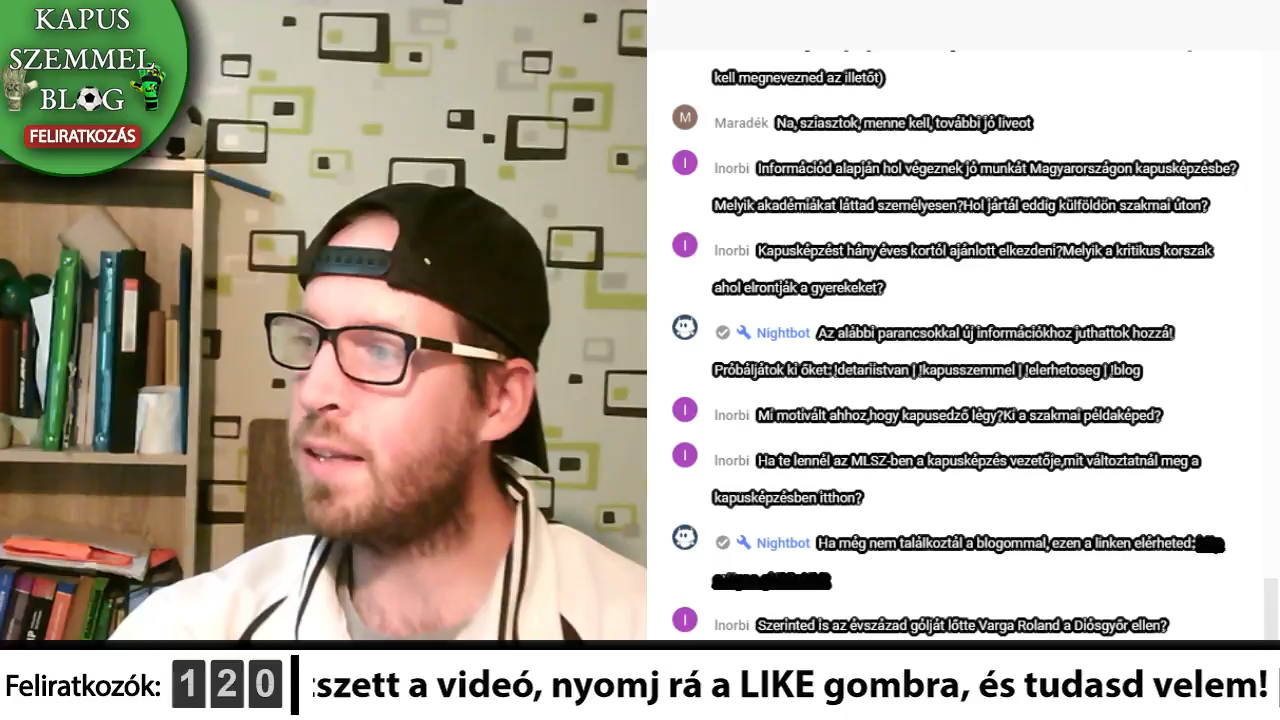 KAPUS
SZEMMEL
BLOG
FELIRATKOZÁS
kell megnevezned az illetőt)
M Maradék Na, sziasztok, menne kell, további jó liveot
I Inorbi Információd alapján hol végeznek jó munkát Magyarországon kapusképzésbe?
Melyik akadémiákat láttad személyesen?Hol jártál eddig külföldön szakmai úton?
I Inorbi Kapusképzést hány éves kortól ajánlott elkezdeni?Melyik a kritikus korszak
ahol elrontják a gyerekeket?
Nightbot Az alábbi parancsokkal új információkhoz juthattok hozzá!
Próbáljátok ki őket: !detariistvan | !kapusszemmel | !elerhetoseg | !blog
I Inorbi Mi motivált ahhoz,hogy kapusedző légy?Ki a szakmai példaképed?
I Inorbi Ha te lennél az MLSZ-ben a kapusképzés vezetője,mit változtatnál meg a
kapusképzésben itthon?
Nightbot Ha még nem találkoztál a blogommal, ezen a linken elérheted:
I Inorbi Szerinted is az évszázad gólját lőtte Varga Roland a Diósgyőr ellen?
Feliratkozók: 120 tszett a videó, nyomj rá a LIKE gombra, és tudasd velem!